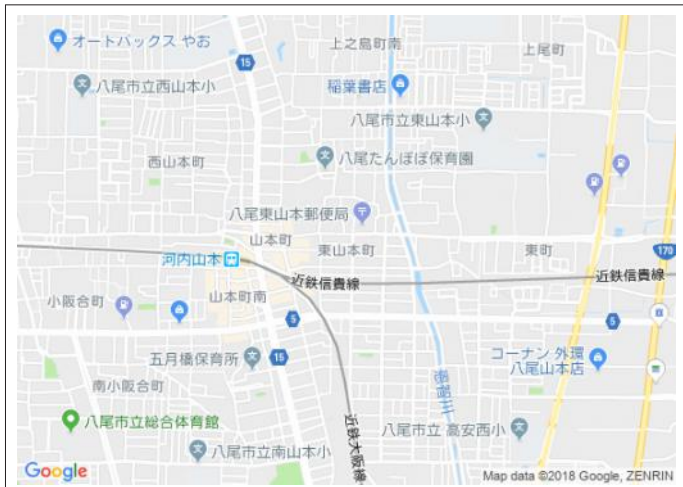 オートバックス やお
上之島町南
上尾町
15
八尾市立西山本小
稲葉書店
八尾市立東山本小
西山本町
八尾たんぽぽ保育園
八尾東山本郵便局
山本町
東山本町
東町
170
河内山本
近鉄信貴線
近鉄信貴線
小阪合町
山本町南
5
5
五月橋保育所
15
コーナン 外環
八尾山本店
南小阪合町
恩智川
八尾市立総合体育館
近鉄大阪線
八尾市立 高安西小
八尾市立南山本小
Google
Map data ©2018 Google, ZENRIN